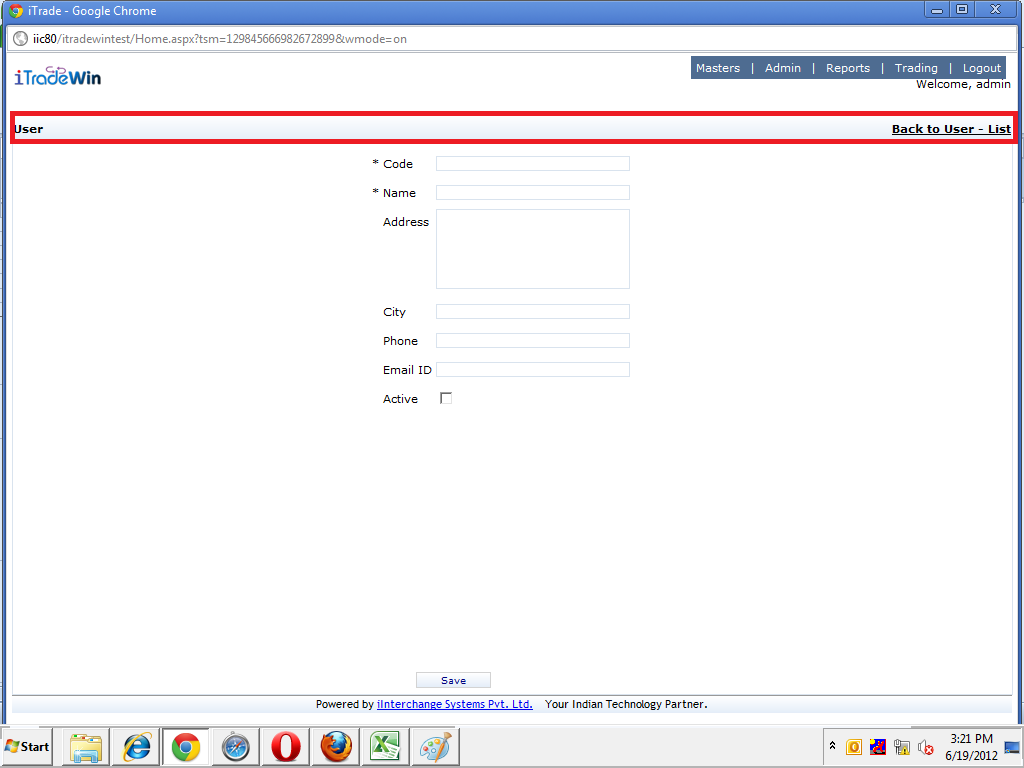 iTrade - Google Chrome
iic80/itradewintest/Home.aspx?tsm=129845666982672899&wmode=on
iTradeWin
Masters | Admin | Reports | Trading | Logout
Welcome, admin
User Back to User - List
* Code
* Name
Address
City
Phone
Email ID
Active
Save
Powered by iInterchange Systems Pvt. Ltd. Your Indian Technology Partner.
Start
3:21 PM
6/19/2012